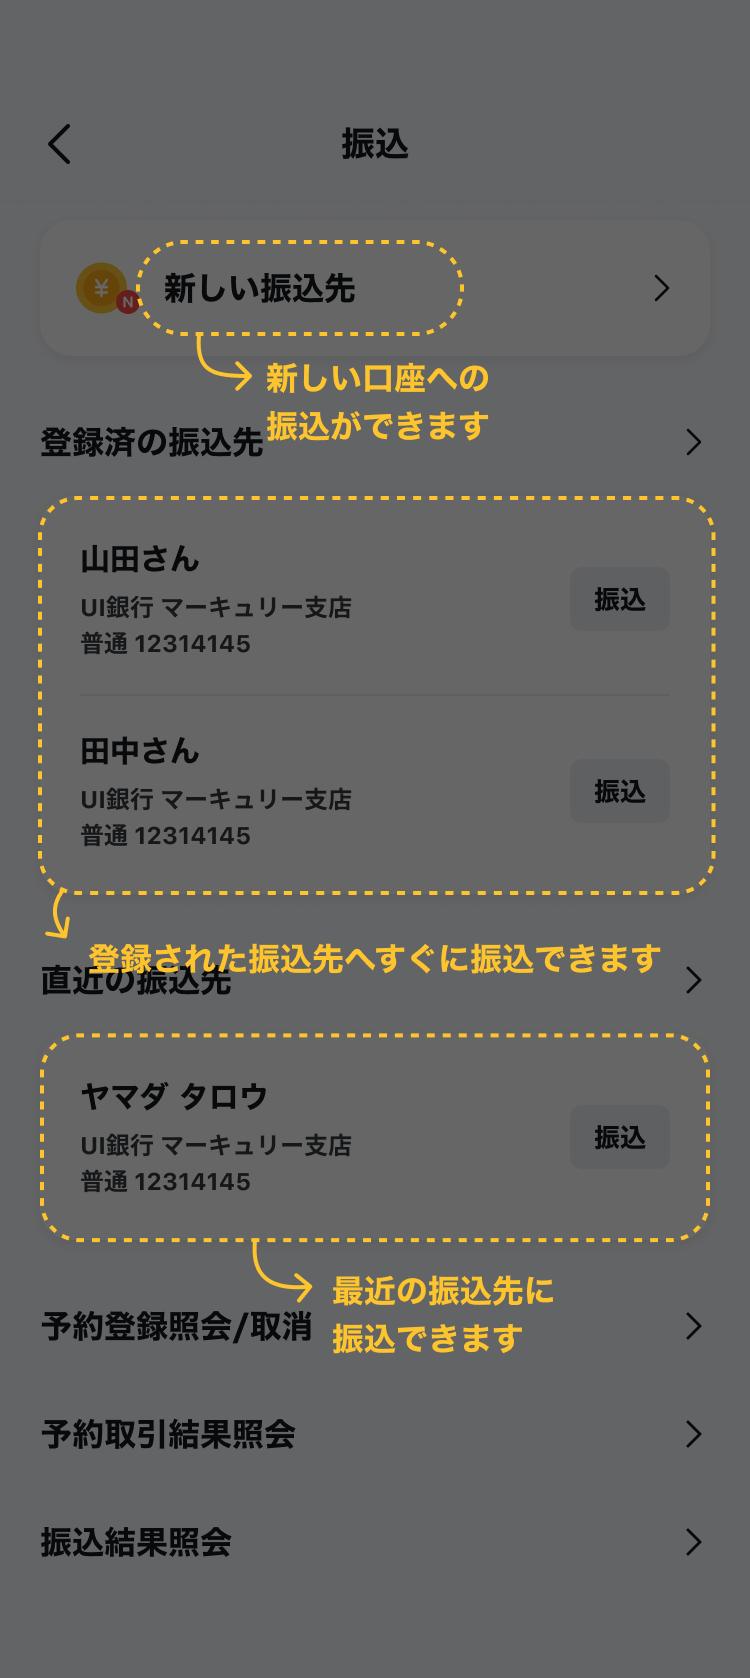 振込
¥
N
新しい振込先
新しい口座への
振込ができます
登録済の振込先
山田さん
UI銀行 マーキュリー支店
普通 12314145
振込
田中さん
UI銀行 マーキュリー支店
普通 12314145
振込
登録された振込先へすぐに振込できます
直近の振込先
ヤマダ タロウ
UI銀行 マーキュリー支店
普通 12314145
振込
最近の振込先に
振込できます
予約登録照会/取消
予約取引結果照会
振込結果照会